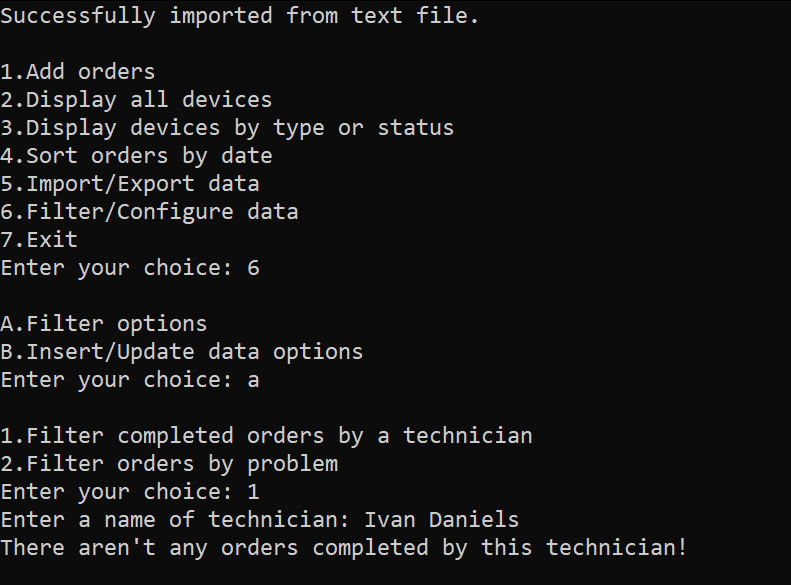 Successfully imported from text file.
1.Add orders
2.Display all devices
3.Display devices by type or status
4.Sort orders by date
5.Import/Export data
6.Filter/Configure data
7.Exit
Enter your choice: 6
A.Filter options
B.Insert/Update data options
Enter your choice: a
1.Filter completed orders by a technician
2.Filter orders by problem
Enter your choice: 1
Enter a name of technician: Ivan Daniels
There aren't any orders completed by this technician!